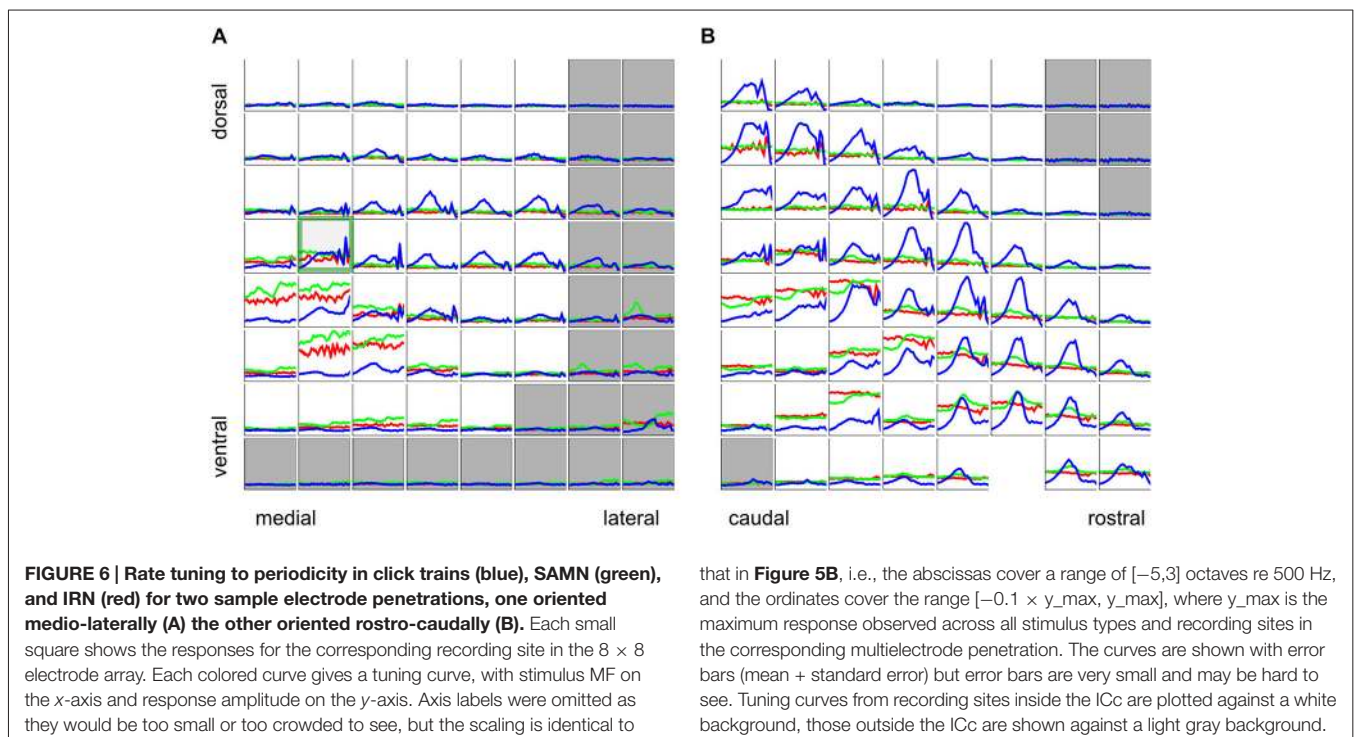 A
B
dorsal
ventral
medial
lateral
caudal
rostral
FIGURE 6 | Rate tuning to periodicity in click trains (blue), SAMN (green),
and IRN (red) for two sample electrode penetrations, one oriented
medio-laterally (A) the other oriented rostro-caudally (B). Each small
square shows the responses for the corresponding recording site in the 8 × 8
electrode array. Each colored curve gives a tuning curve, with stimulus MF on
the x-axis and response amplitude on the y-axis. Axis labels were omitted as
they would be too small or too crowded to see, but the scaling is identical to
that in Figure 5B, i.e., the abscissas cover a range of [−5,3] octaves re 500 Hz,
and the ordinates cover the range [−0.1 × y_max, y_max], where y_max is the
maximum response observed across all stimulus types and recording sites in
the corresponding multielectrode penetration. The curves are shown with error
bars (mean + standard error) but error bars are very small and may be hard to
see. Tuning curves from recording sites inside the ICc are plotted against a white
background, those outside the ICc are shown against a light gray background.